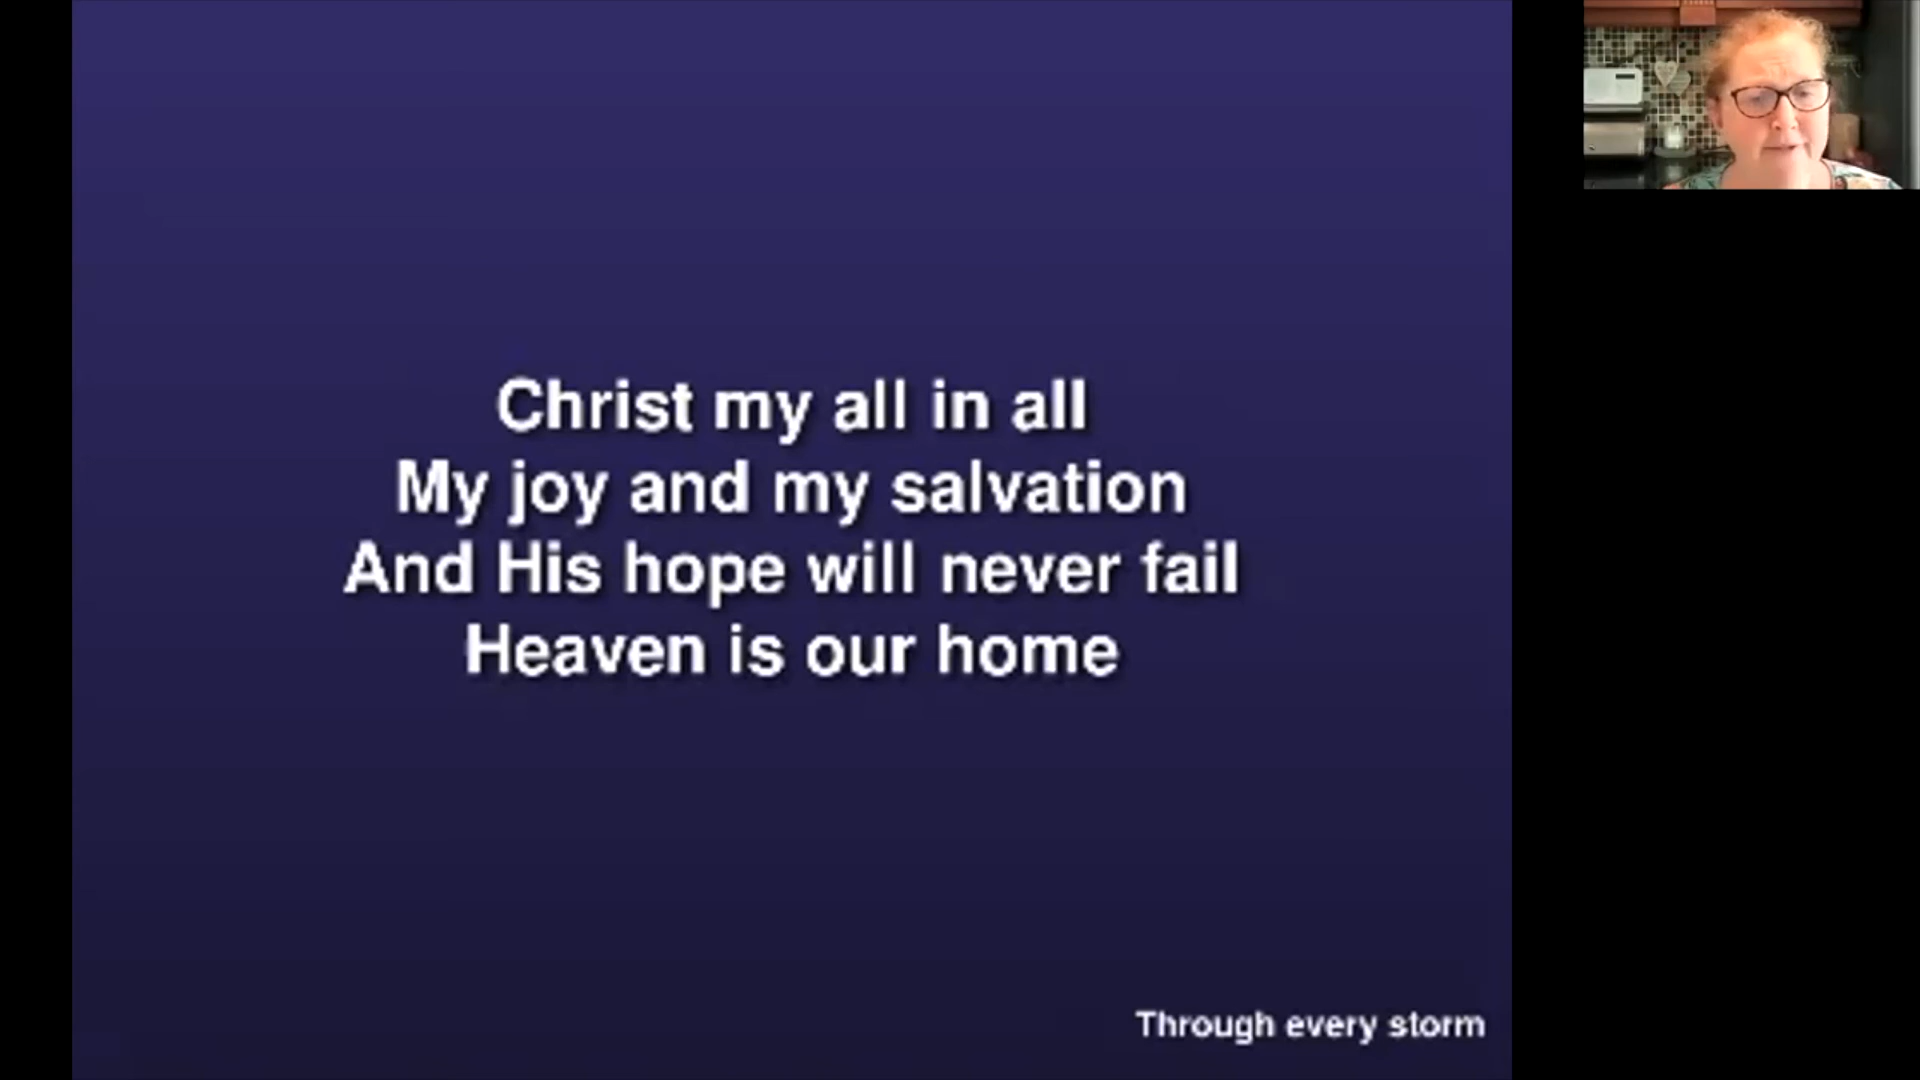 Christ my all in all
My joy and my salvation
And His hope will never fail
Heaven is our home
Through every storm